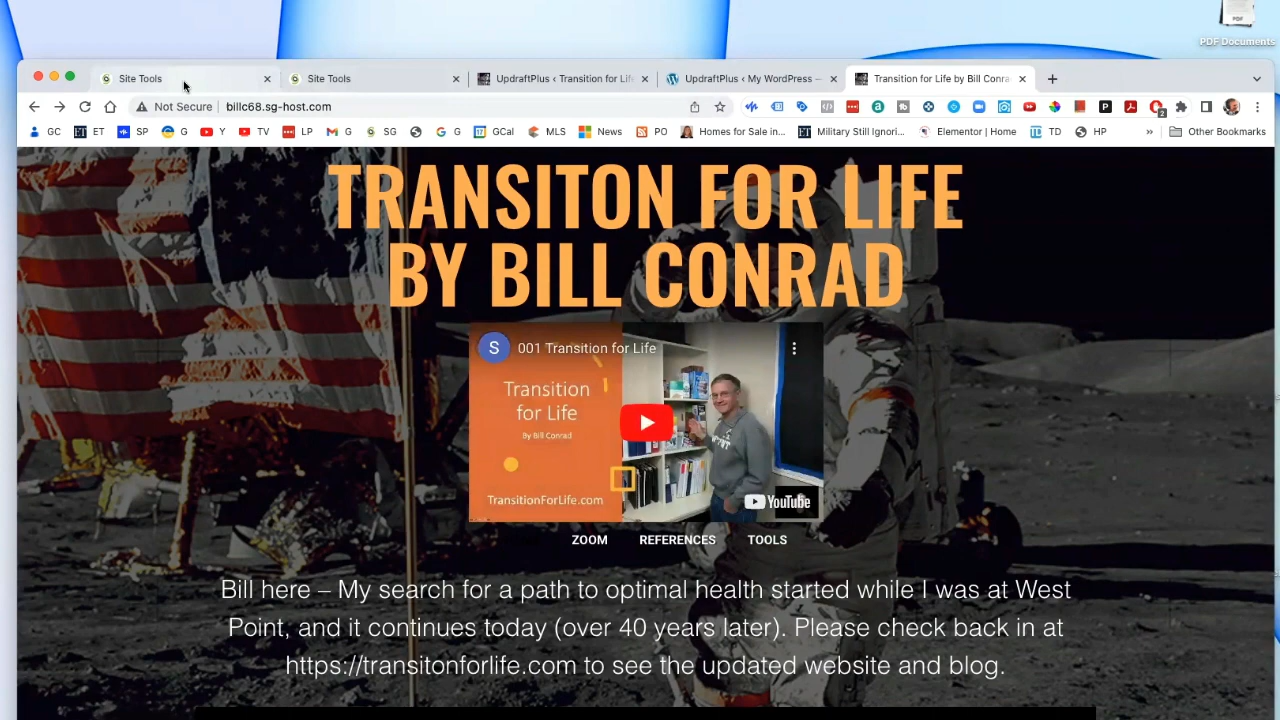 PDF
PDF Documents
Site Tools
Site Tools
UpdraftPlus ‹ Transition for Life
UpdraftPlus ‹ My WordPress —
Transition for Life by Bill Conra
Not Secure
billc68.sg-host.com
2
GC
ET
SP
G
Y
TV
LP
G
SG
G
GCal
MLS
News
PO
Homes for Sale in...
Military Still Ignori...
Elementor | Home
TD
HP
»
Other Bookmarks
TRANSITON FOR LIFE
BY BILL CONRAD
S
001 Transition for Life
Transition
for Life
By Bill Conrad
TransitionForLife.com
YouTube
ZOOM
REFERENCES
TOOLS
Bill here – My search for a path to optimal health started while I was at West
Point, and it continues today (over 40 years later). Please check back in at
https://transitonforlife.com to see the updated website and blog.